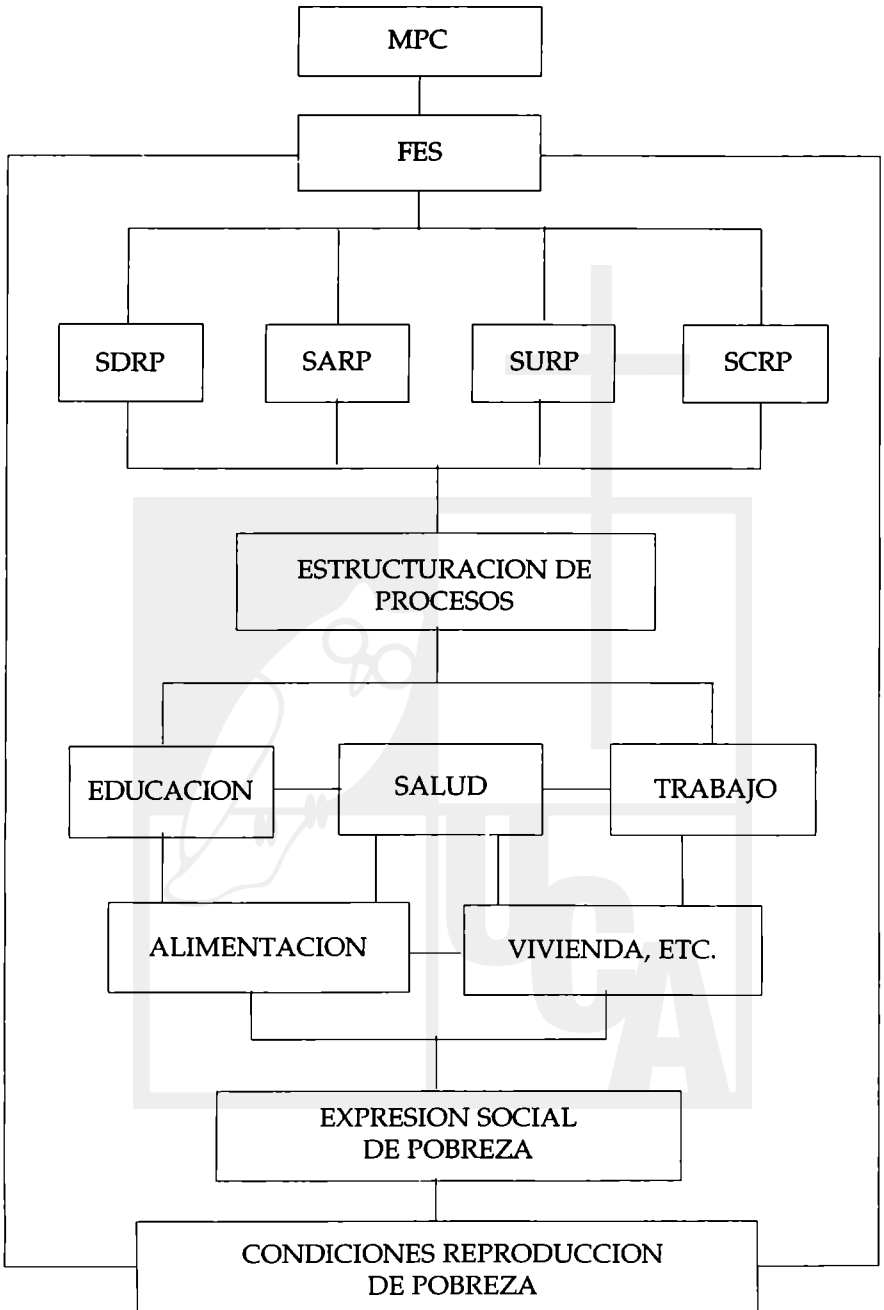 MPC
FES
SDRP
SARP
SURP
SCRP
ESTRUCTURACION DE
PROCESOS
EDUCACION
SALUD
TRABAJO
ALIMENTACION
VIVIENDA, ETC.
UCA
EXPRESION SOCIAL
DE POBREZA
CONDICIONES REPRODUCCION
DE POBREZA